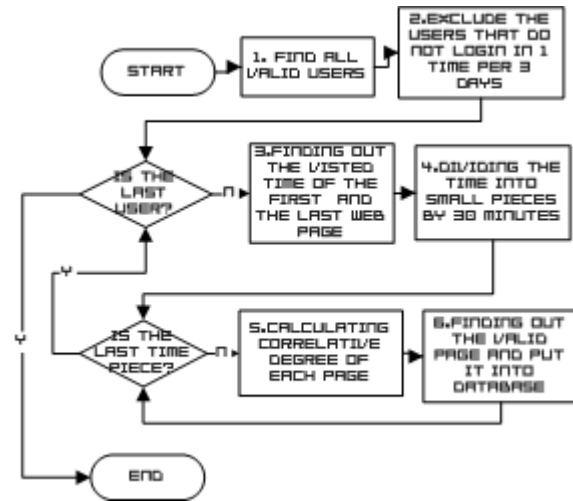 START
1. FIND ALL
VALID USERS
2.EXCLUDE THE
USERS THAT DO
NOT LOGIN IN 1
TIME PER 3
DAYS
IS THE
LAST
USER?
N
3.FINDING OUT
THE VISTED
TIME OF THE
FIRST AND
THE LAST WEB
PAGE
4.DIVIDING THE
TIME INTO
SMALL PIECES
BY 30 MINUTES
Y
Y
IS THE
LAST TIME
PIECE?
N
5.CALCULATING
CORRELATIVE
DEGREE OF
EACH PAGE
6.FINDING OUT
THE VALID
PAGE AND PUT
IT INTO
DATABASE
END